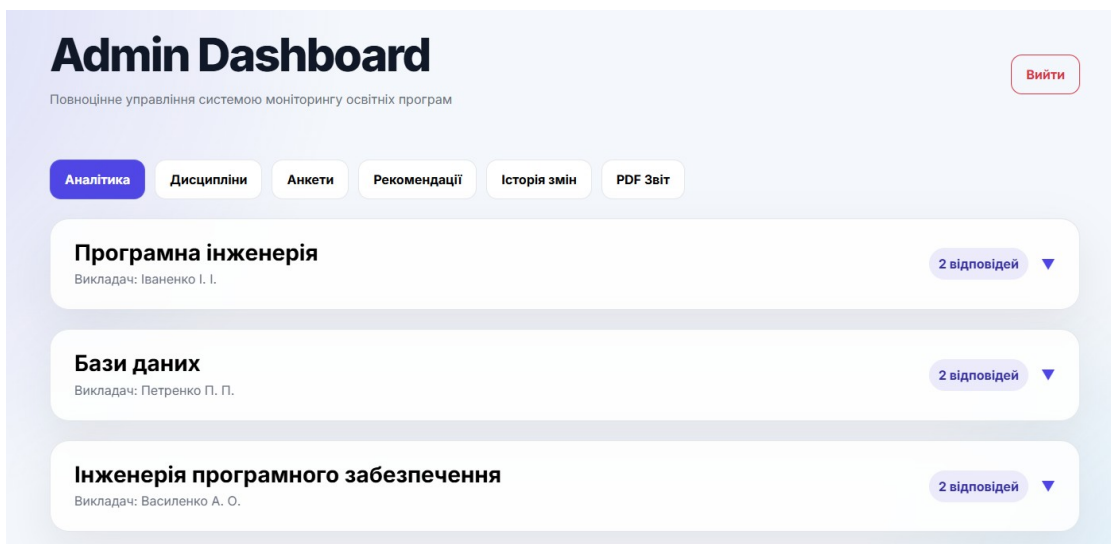 Admin Dashboard
Вийти
Повноцінне управління системою моніторингу освітніх програм
Аналітика Дисципліни Анкети Рекомендації Історія змін PDF Звіт
Програмна інженерія
2 відповідей
Викладач: Іваненко І. І.
Бази даних
2 відповідей
Викладач: Петренко П. П.
Інженерія програмного забезпечення
2 відповідей
Викладач: Василенко А. О.